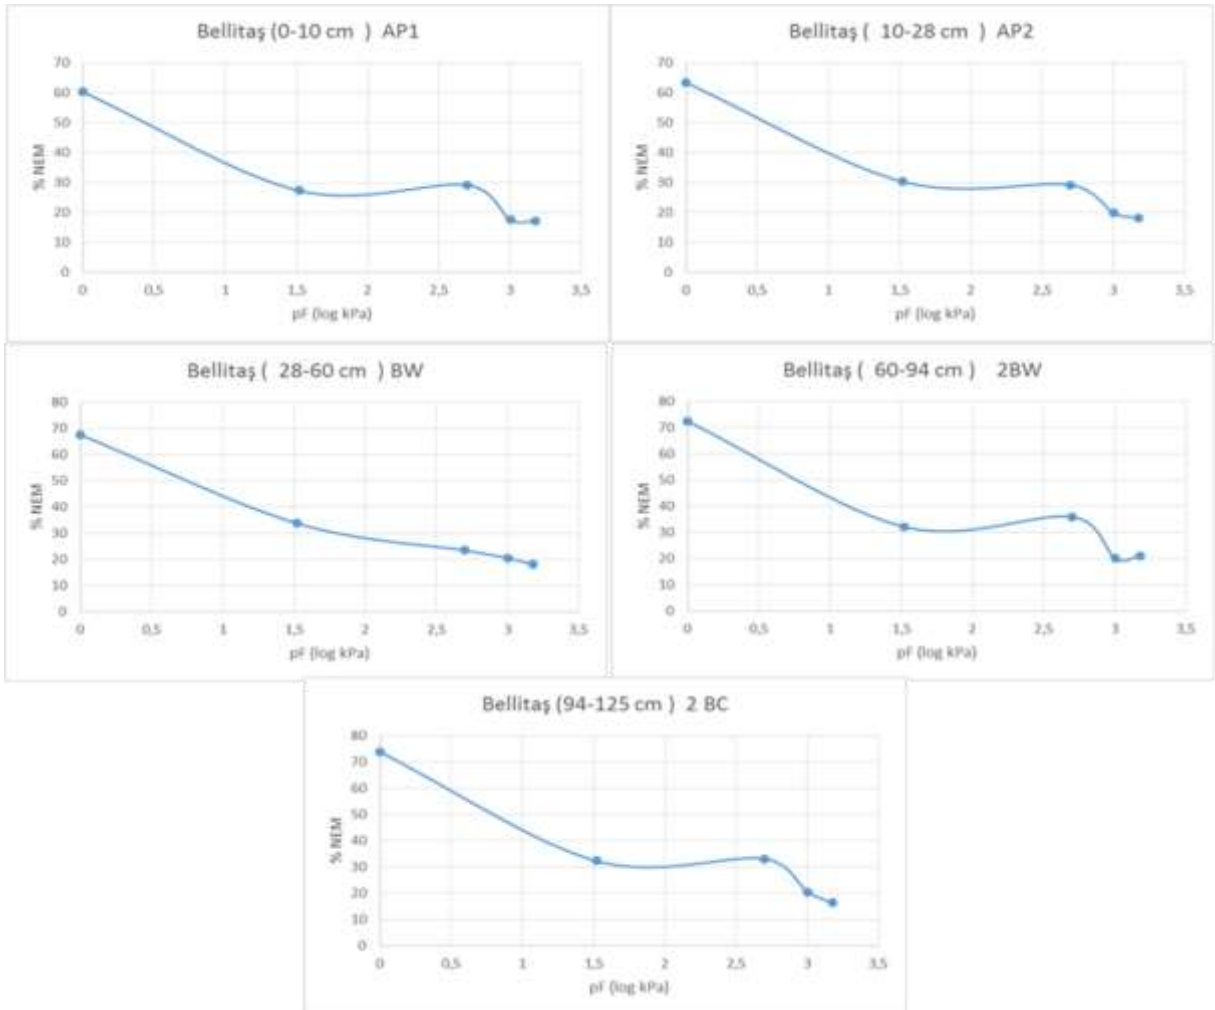 Bellitaş (0-10 cm ) AP1
70
60
50
40
30
20
10
0
% NEM
0 0,5 1 1,5 2 2,5 3 3,5
pF (log kPa)
Bellitaş ( 10-28 cm ) AP2
70
60
50
40
30
20
10
0
% NEM
0 0,5 1 1,5 2 2,5 3 3,5
pF (log kPa)
Bellitaş ( 28-60 cm ) BW
80
70
60
50
40
30
20
10
0
% NEM
0 0,5 1 1,5 2 2,5 3 3,5
pF (log kPa)
Bellitaş ( 60-94 cm ) 2BW
80
70
60
50
40
30
20
10
0
% NEM
0 0,5 1 1,5 2 2,5 3 3,5
pF (log kPa)
Bellitaş (94-125 cm ) 2 BC
80
70
60
50
40
30
20
10
0
% NEM
0 0,5 1 1,5 2 2,5 3 3,5
pF (log kPa)